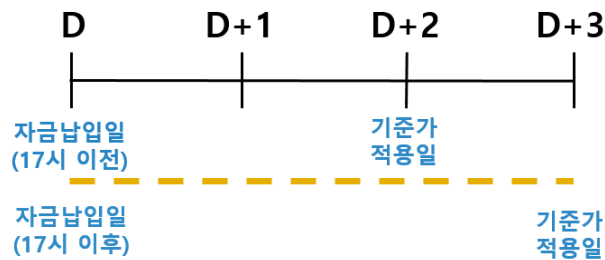 D D+1 D+2 D+3
자금납입일 기준가
(17시 이전) 적용일
자금납입일 기준가
(17시 이후) 적용일